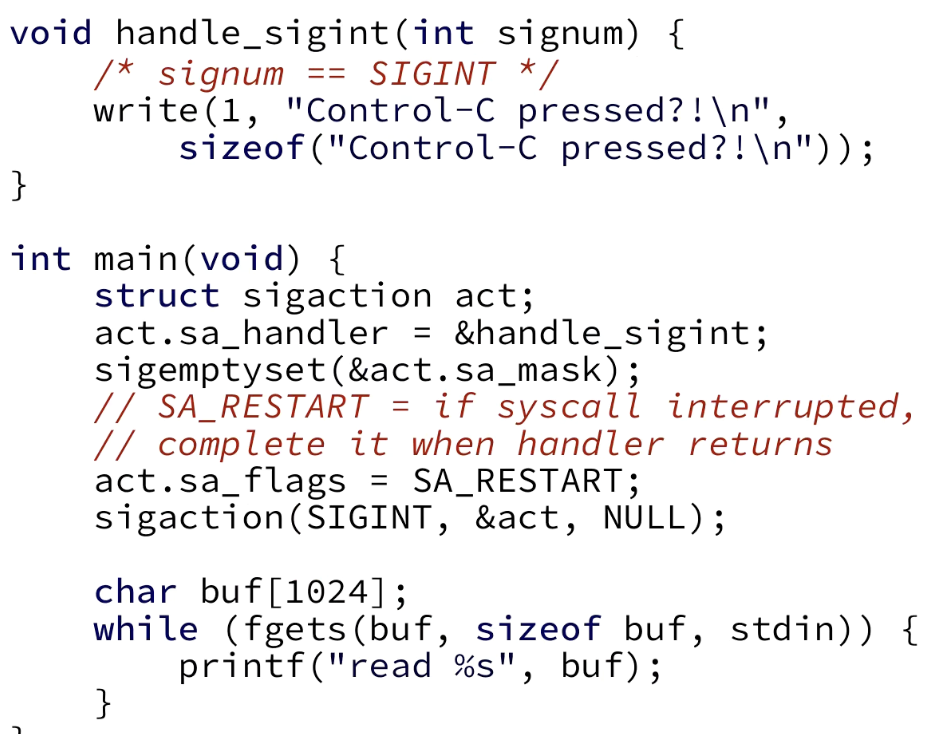 void handle_sigint(int signum) {
    /* signum == SIGINT */
    write(1, "Control-C pressed?!\n",
        sizeof("Control-C pressed?!\n"));
}

int main(void) {
    struct sigaction act;
    act.sa_handler = &handle_sigint;
    sigemptyset(&act.sa_mask);
    // SA_RESTART = if syscall interrupted,
    // complete it when handler returns
    act.sa_flags = SA_RESTART;
    sigaction(SIGINT, &act, NULL);

    char buf[1024];
    while (fgets(buf, sizeof buf, stdin)) {
        printf("read %s", buf);
    }
}